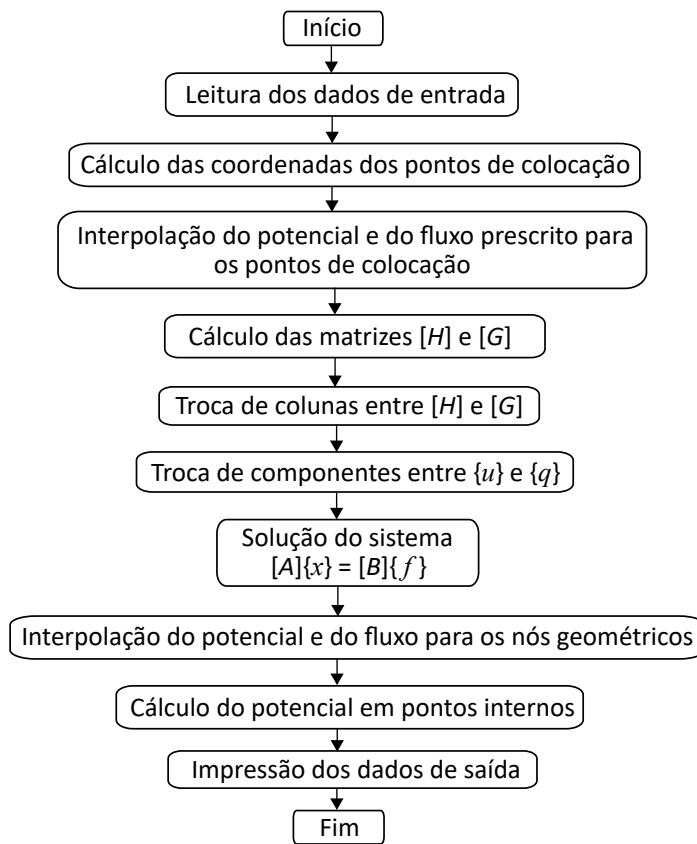 Início
Leitura dos dados de entrada
Cálculo das coordenadas dos pontos de colocação
Interpolação do potencial e do fluxo prescrito para
os pontos de colocação
Cálculo das matrizes [H] e [G]
Troca de colunas entre [H] e [G]
Troca de componentes entre {u} e {q}
Solução do sistema
[A]{x} = [B]{f}
Interpolação do potencial e do fluxo para os nós geométricos
Cálculo do potencial em pontos internos
Impressão dos dados de saída
Fim